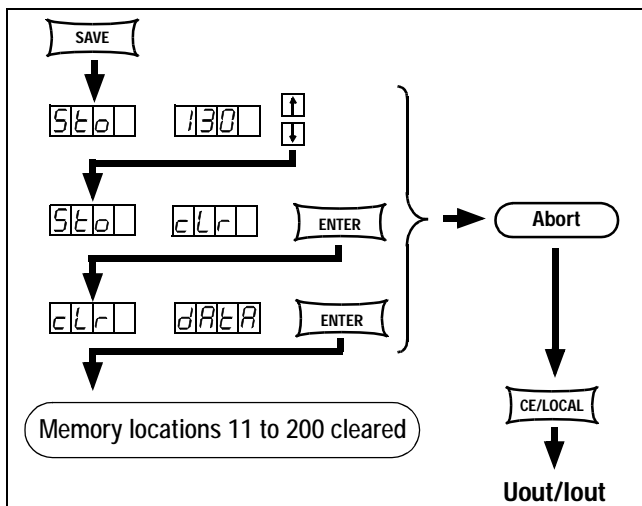 SAVE
Sto 130 ↑
↓
Sto cLr ENTER
Abort
cLr dAtA ENTER
CE/LOCAL
Memory locations 11 to 200 cleared
Uout/Iout